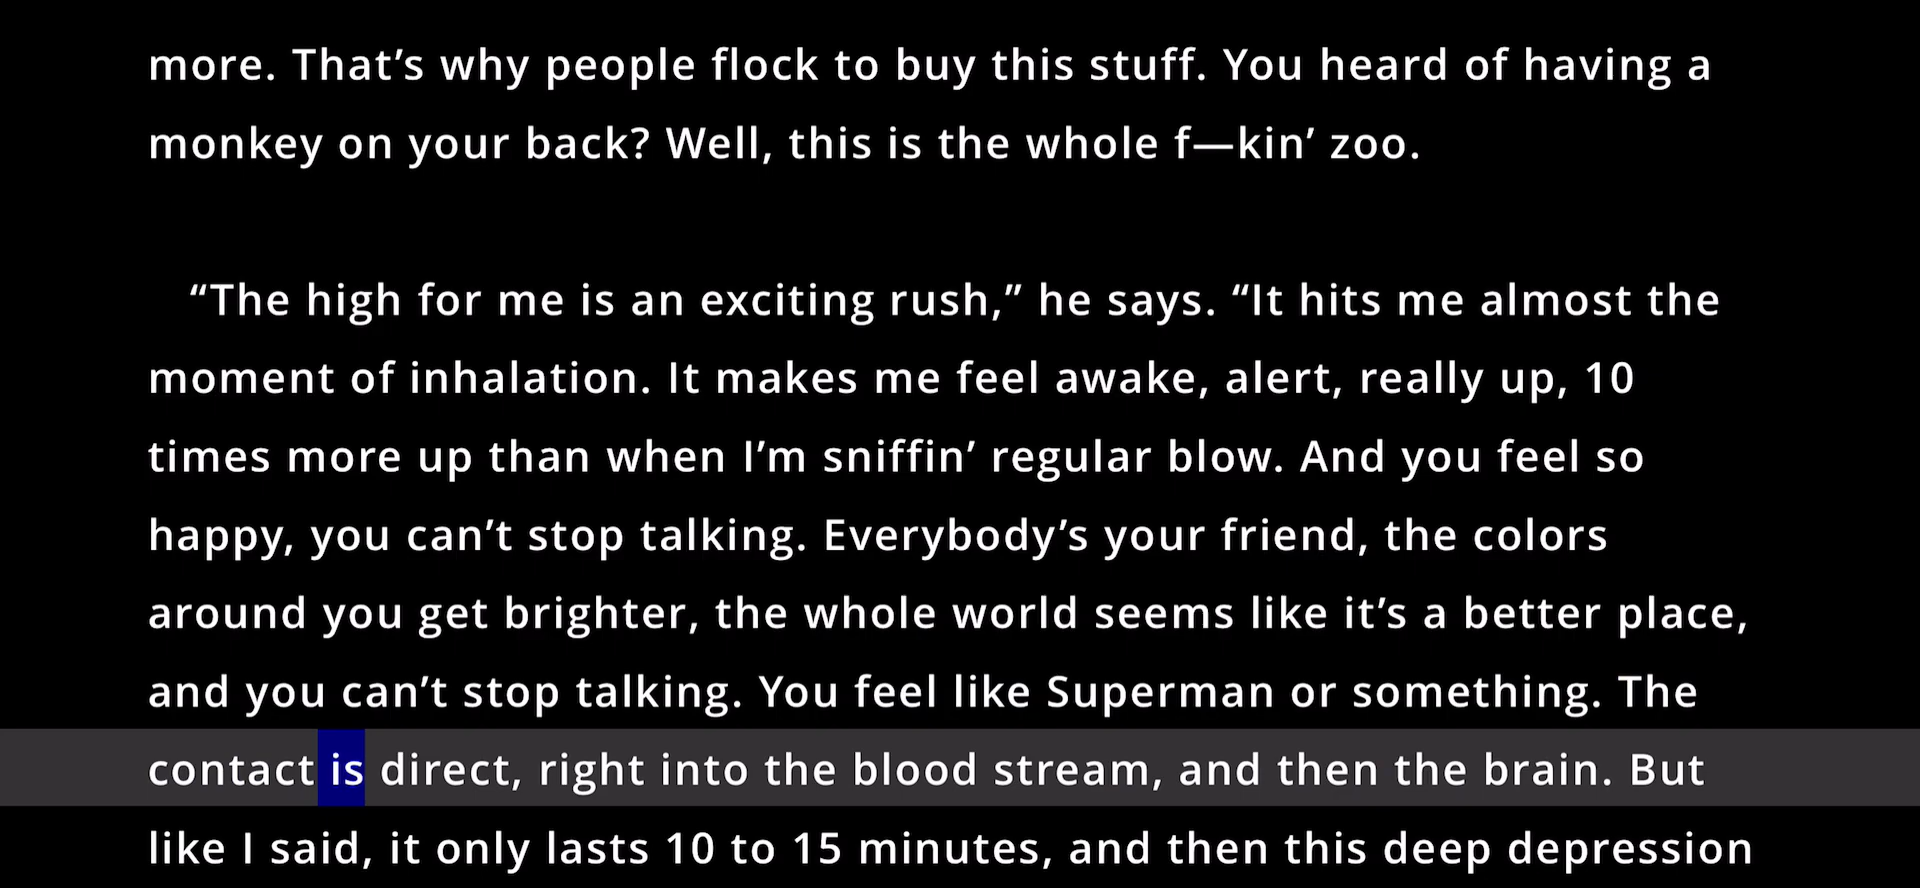 more. That’s why people flock to buy this stuff. You heard of having a
monkey on your back? Well, this is the whole f—kin’ zoo.
“The high for me is an exciting rush,” he says. “It hits me almost the
moment of inhalation. It makes me feel awake, alert, really up, 10
times more up than when I’m sniffin’ regular blow. And you feel so
happy, you can’t stop talking. Everybody’s your friend, the colors
around you get brighter, the whole world seems like it’s a better place,
and you can’t stop talking. You feel like Superman or something. The
contact is direct, right into the blood stream, and then the brain. But
like I said, it only lasts 10 to 15 minutes, and then this deep depression